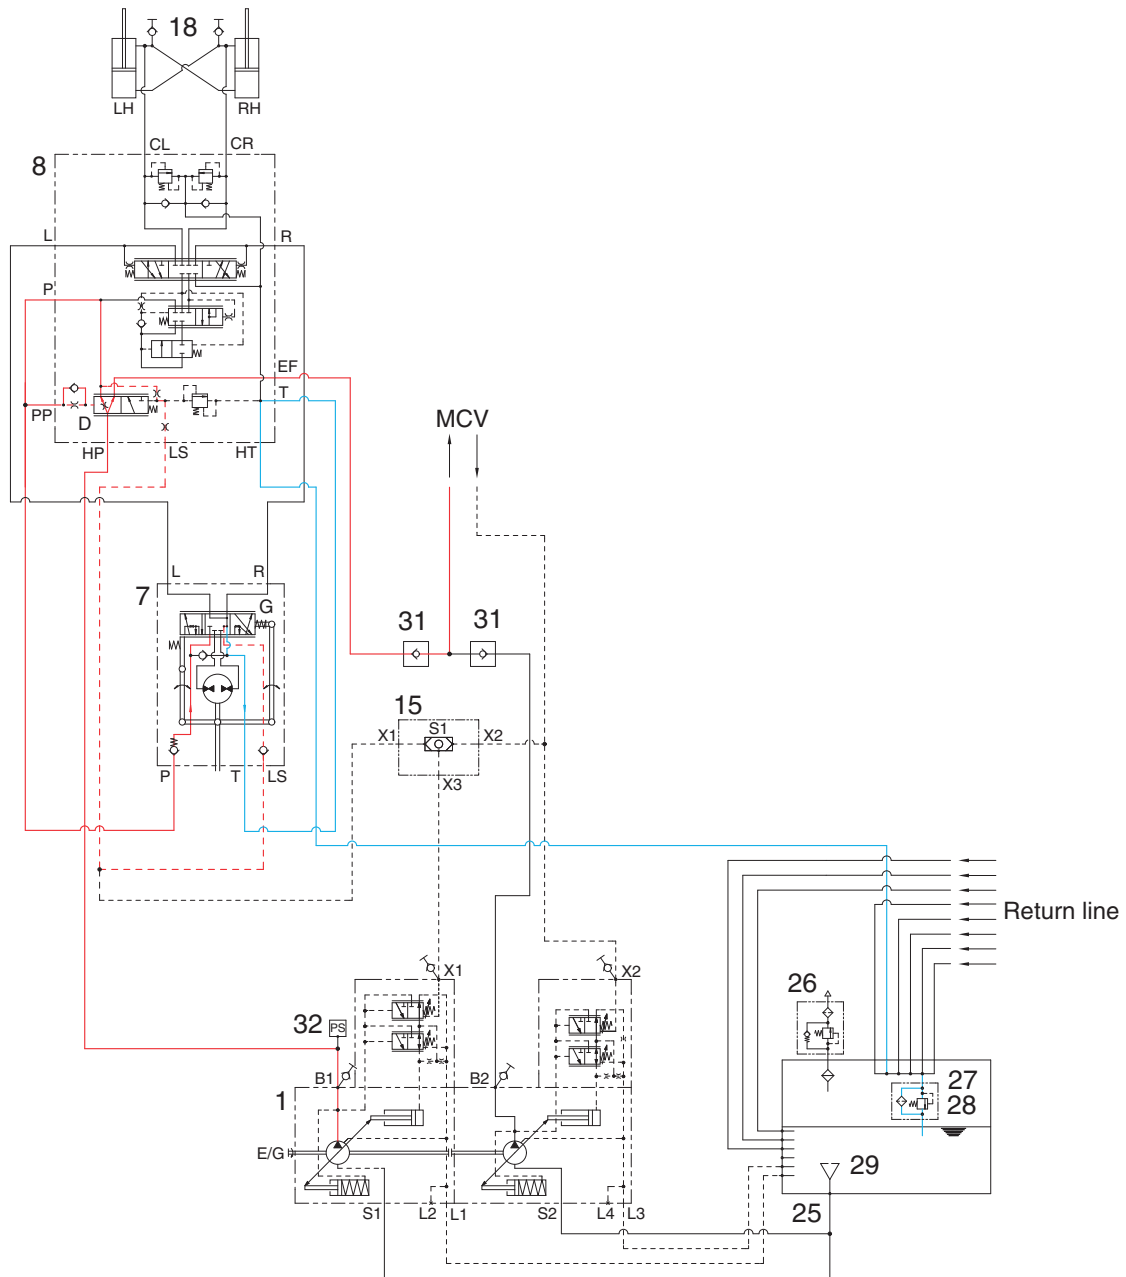 18
LH
RH
CL
CR
8
L
R
P
EF
T
PP
D
HP
LS
HT
MCV
L
R
7
G
31
31
15
S1
X1
X2
X3
P
T
LS
Return line
X1
X2
26
32
PS
B1
B2
27
1
28
E/G
29
S1
L2
L1
S2
L4
L3
25